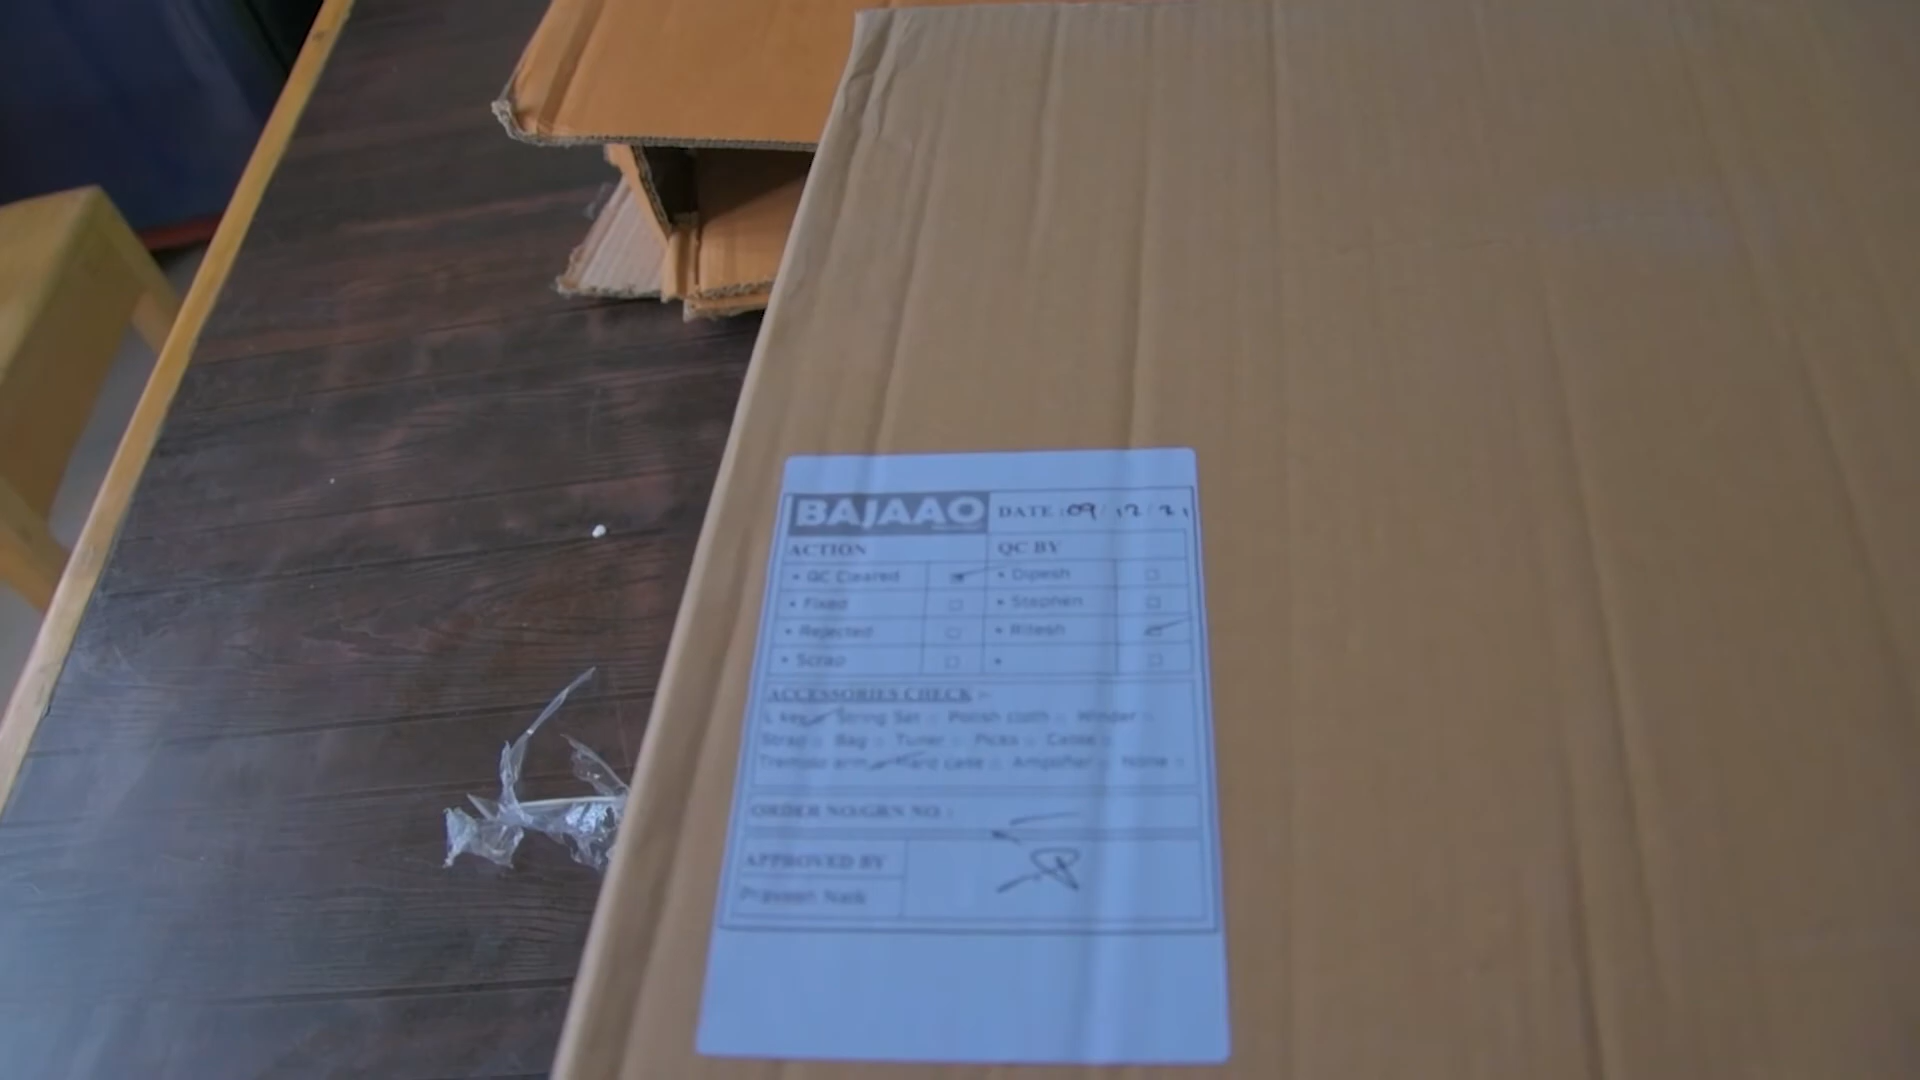 BAJAAO DATE : 09/12/21
ACTION QC BY
• QC Cleared • Dipesh
• Fixed • Stephen
• Rejected • Ritesh
• Scrap •
ACCESSORIES CHECK :-
L key String Set Polish cloth Winder
Strap Bag Tuner Picks Cable
Tremolo arm Hard case Amplifier None
ORDER NO/GRN NO :
APPROVED BY
Praveen Naik